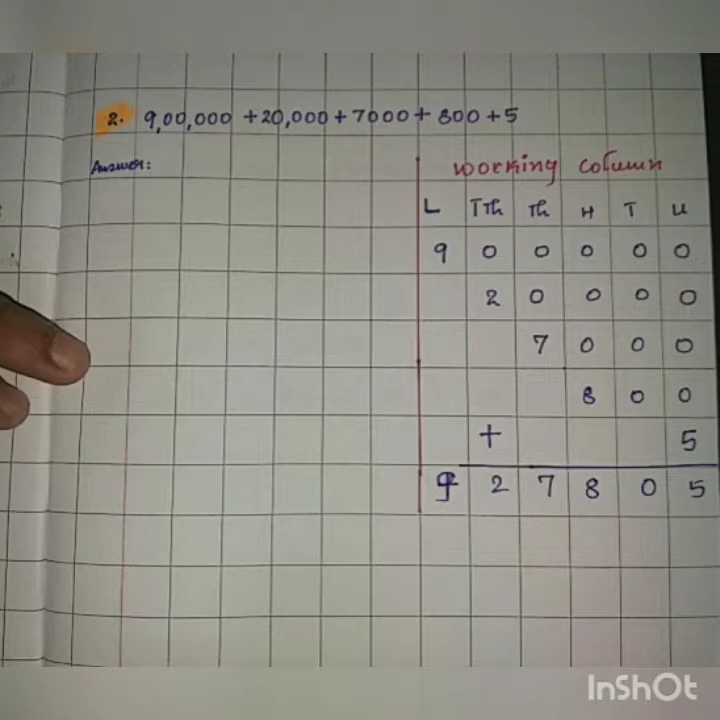 2. 9,00,000 +20,000+7000+ 800 +5
Answer:
working column
L TTh Th H T U
9 0 0 0 0 0
2 0 0 0 0
7 0 0 0
8 0 0
+ 5
9 2 7 8 0 5
InShOt